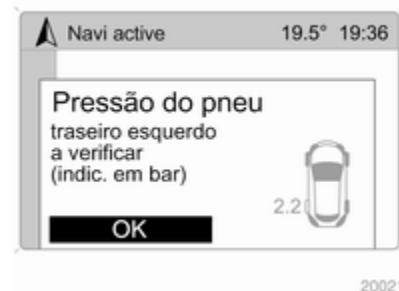 Navi active 19.5° 19:36
Pressão do pneu
traseiro esquerdo
a verificar
(indic. em bar)
2.2
OK